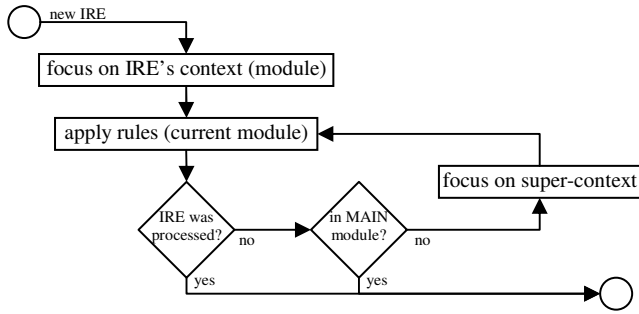 new IRE
focus on IRE's context (module)
apply rules (current module)
focus on super-context
IRE was
processed?
no
in MAIN
module?
no
yes
yes